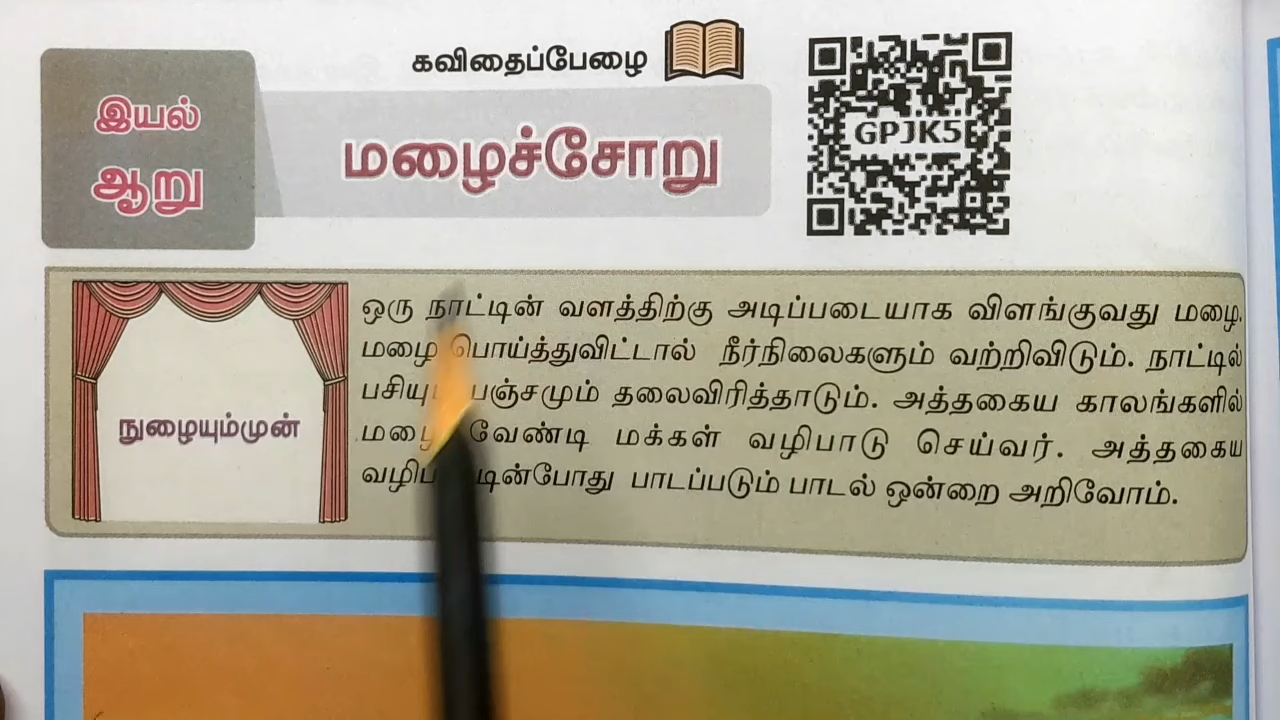 கவிதைப்பேழை
இயல்
ஆறு
மழைச்சோறு
GPJK5
நுழையும்முன்
ஒரு நாட்டின் வளத்திற்கு அடிப்படையாக விளங்குவது மழை.
மழை பொய்த்துவிட்டால் நீர்நிலைகளும் வற்றிவிடும். நாட்டில்
பஞ்சமும் தலைவிரித்தாடும். அத்தகைய காலங்களில்
வேண்டி மக்கள் வழிபாடு செய்வர். அத்தகைய
பாடப்படும் பாடல் ஒன்றை அறிவோம்.